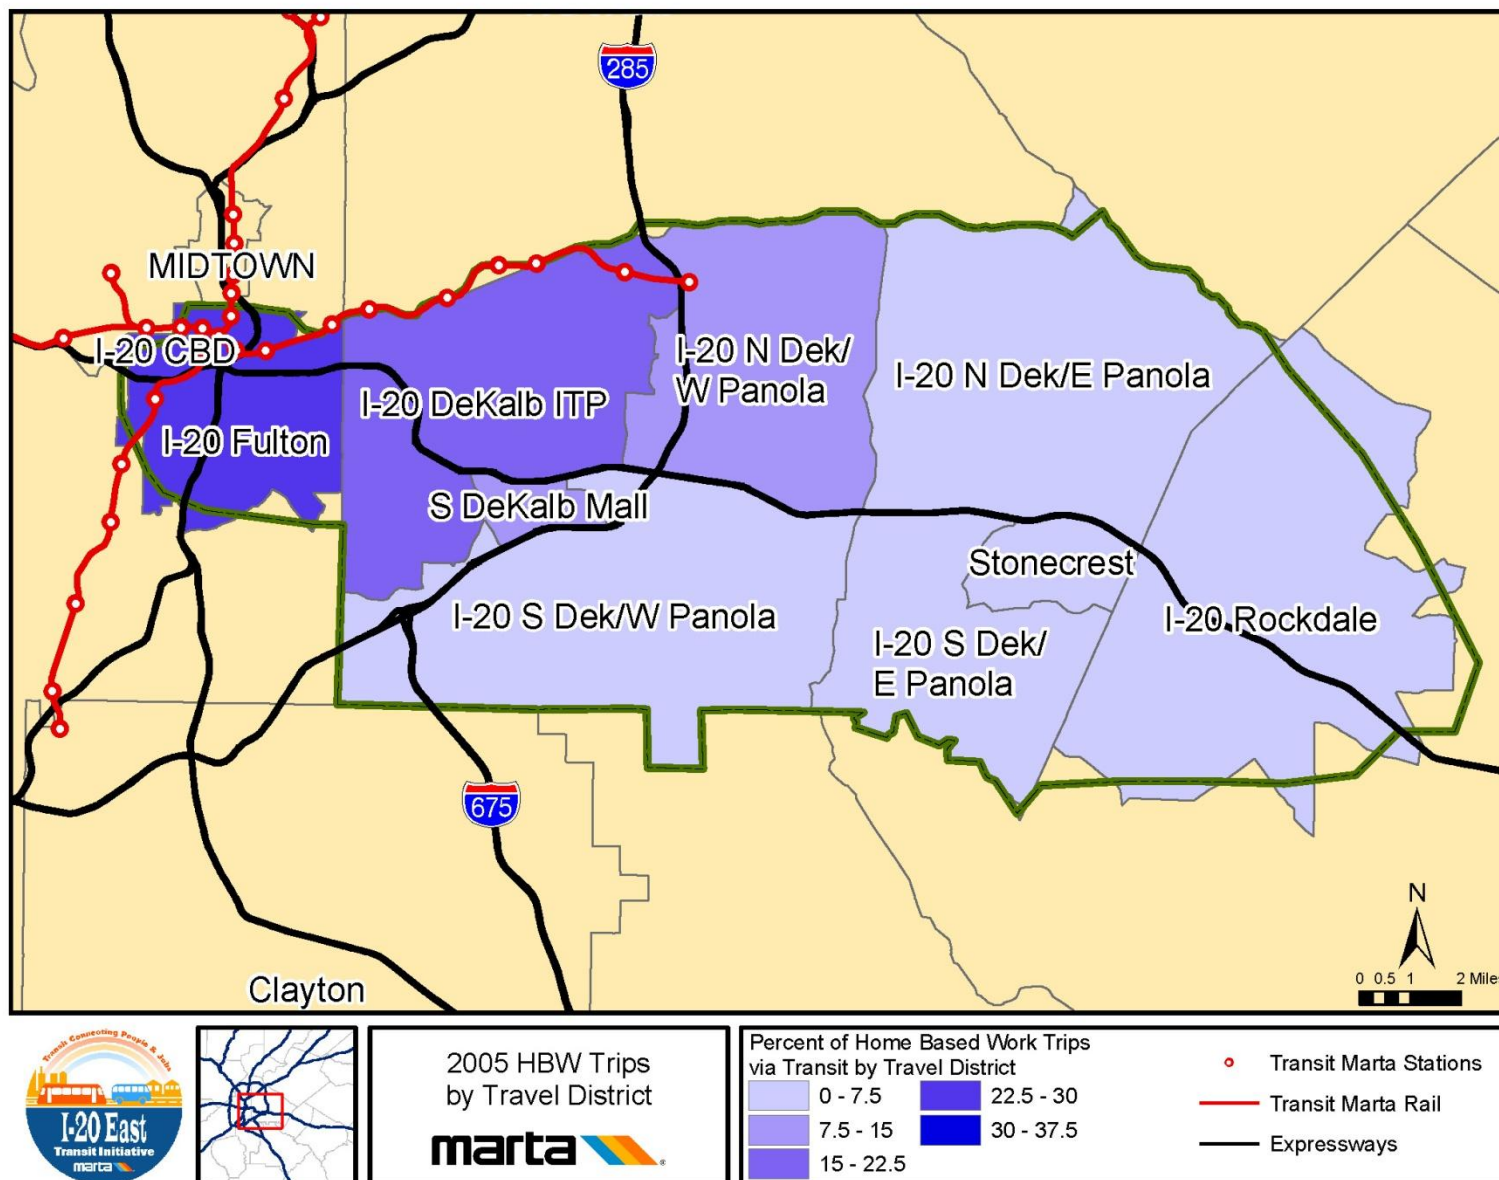 285
MIDTOWN
I-20 CBD
I-20 N Dek/
W Panola
I-20 N Dek/E Panola
I-20 DeKalb ITP
I-20 Fulton
S DeKalb Mall
Stonecrest
I-20 S Dek/W Panola
I-20 Rockdale
I-20 S Dek/
E Panola
675
N
Clayton
0 0.5 1 2 Miles
Transit Connecting People & Jobs
I-20 East
Transit Initiative
marta
2005 HBW Trips
by Travel District
marta
Percent of Home Based Work Trips
via Transit by Travel District
0 - 7.5
7.5 - 15
15 - 22.5
22.5 - 30
30 - 37.5
Transit Marta Stations
Transit Marta Rail
Expressways